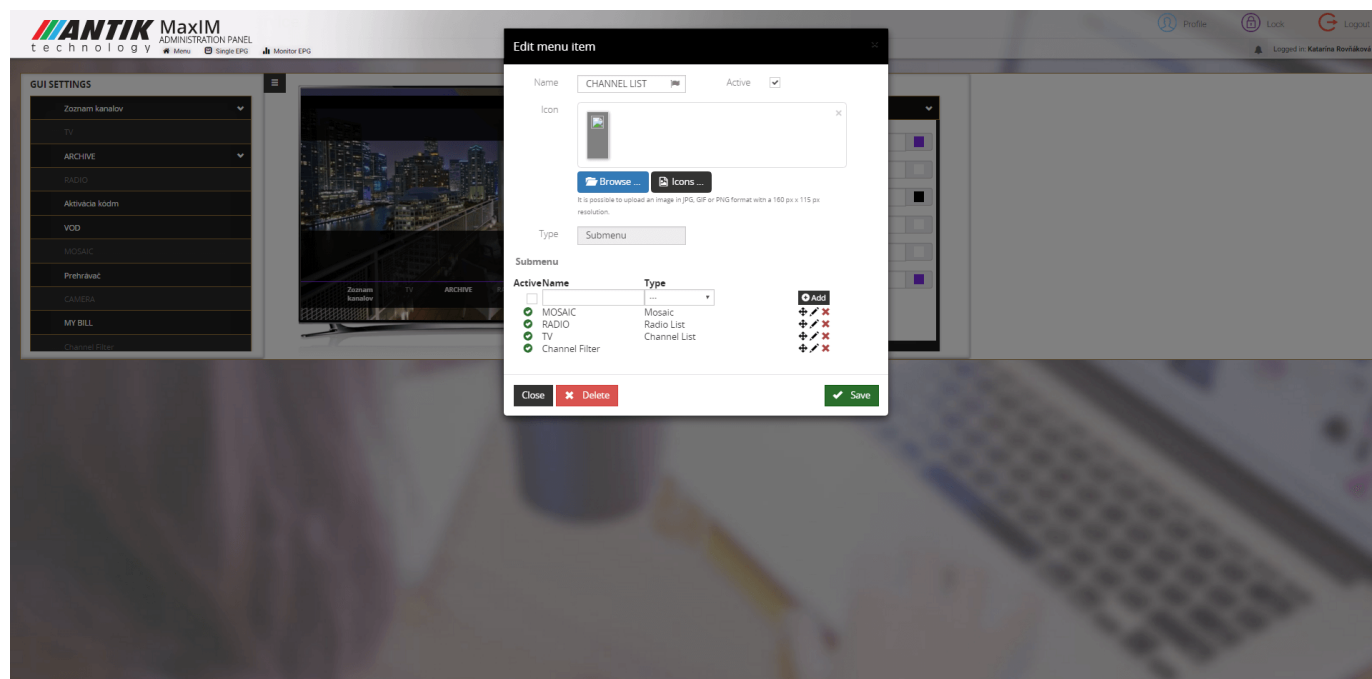 ANTIK
technology
MaxIM
ADMINISTRATION PANEL
Menu Single EPG Monitor EPG
Profile Lock Logout
Logged in: Katarína Rovňáková
GUI SETTINGS
Zoznam kanalov
TV
ARCHIVE
RADIO
Aktivácia kódm
VOD
MOSAIC
Prehrávač
CAMERA
MY BILL
Channel Filter
Zoznam
kanalov
TV
ARCHIVE
Edit menu item
Name CHANNEL LIST Active
Icon
Browse ... Icons ...
It is possible to upload an image in JPG, GIF or PNG format with a 160 px x 115 px
resolution.
Type Submenu
Submenu
Active Name Type
--- Add
MOSAIC Mosaic
RADIO Radio List
TV Channel List
Channel Filter
Close Delete Save